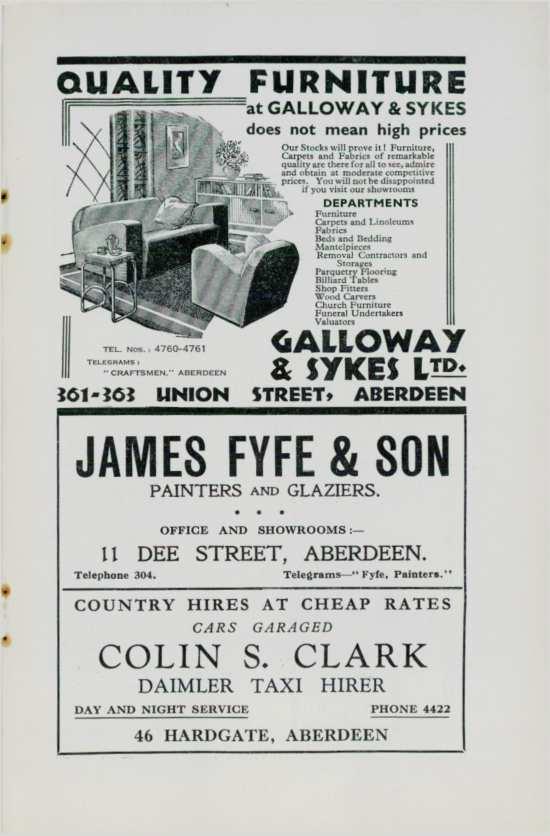 QUALITY FURNITURE
at GALLOWAY & SYKES
does not mean high prices
Our Stocks will prove it! Furniture,
Carpets and Fabrics of remarkable
quality are there for all to see, admire
and obtain at moderate competitive
prices. You will not be disappointed
if you visit our showrooms
DEPARTMENTS
Furniture
Carpets and Linoleums
Fabrics
Beds and Bedding
Mantelpieces
Removal Contractors and
Storages
Parquetry Flooring
Billiard Tables
Shop Fitters
Wood Carvers
Church Furniture
Funeral Undertakers
Valuators
TEL. NOS.: 4760-4761
TELEGRAMS:
"CRAFTSMEN," ABERDEEN
GALLOWAY
& SYKES LTD.
361-363 UNION STREET, ABERDEEN
JAMES FYFE & SON
PAINTERS AND GLAZIERS.
OFFICE AND SHOWROOMS:—
11 DEE STREET, ABERDEEN.
Telephone 304. Telegrams—"Fyfe, Painters."
COUNTRY HIRES AT CHEAP RATES
CARS GARAGED
COLIN S. CLARK
DAIMLER TAXI HIRER
DAY AND NIGHT SERVICE PHONE 4422
46 HARDGATE, ABERDEEN